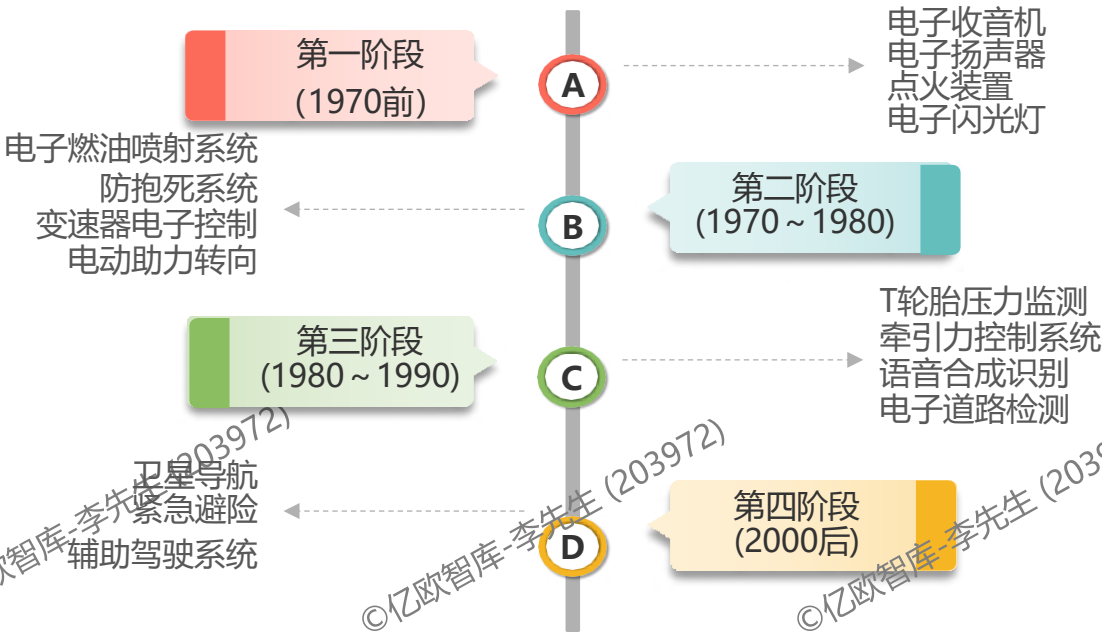 第一阶段
(1970前)
A
电子收音机
电子扬声器
点火装置
电子闪光灯
电子燃油喷射系统
防抱死系统
变速器电子控制
电动助力转向
B
第二阶段
(1970～1980)
第三阶段
(1980～1990)
C
T轮胎压力监测
牵引力控制系统
语音合成识别
电子道路检测
卫星导航
紧急避险
辅助驾驶系统
D
第四阶段
(2000后)
欧智库-李先生 (203972)
©亿欧智库-李先生 (203972)
©亿欧智库-李先生 (2039